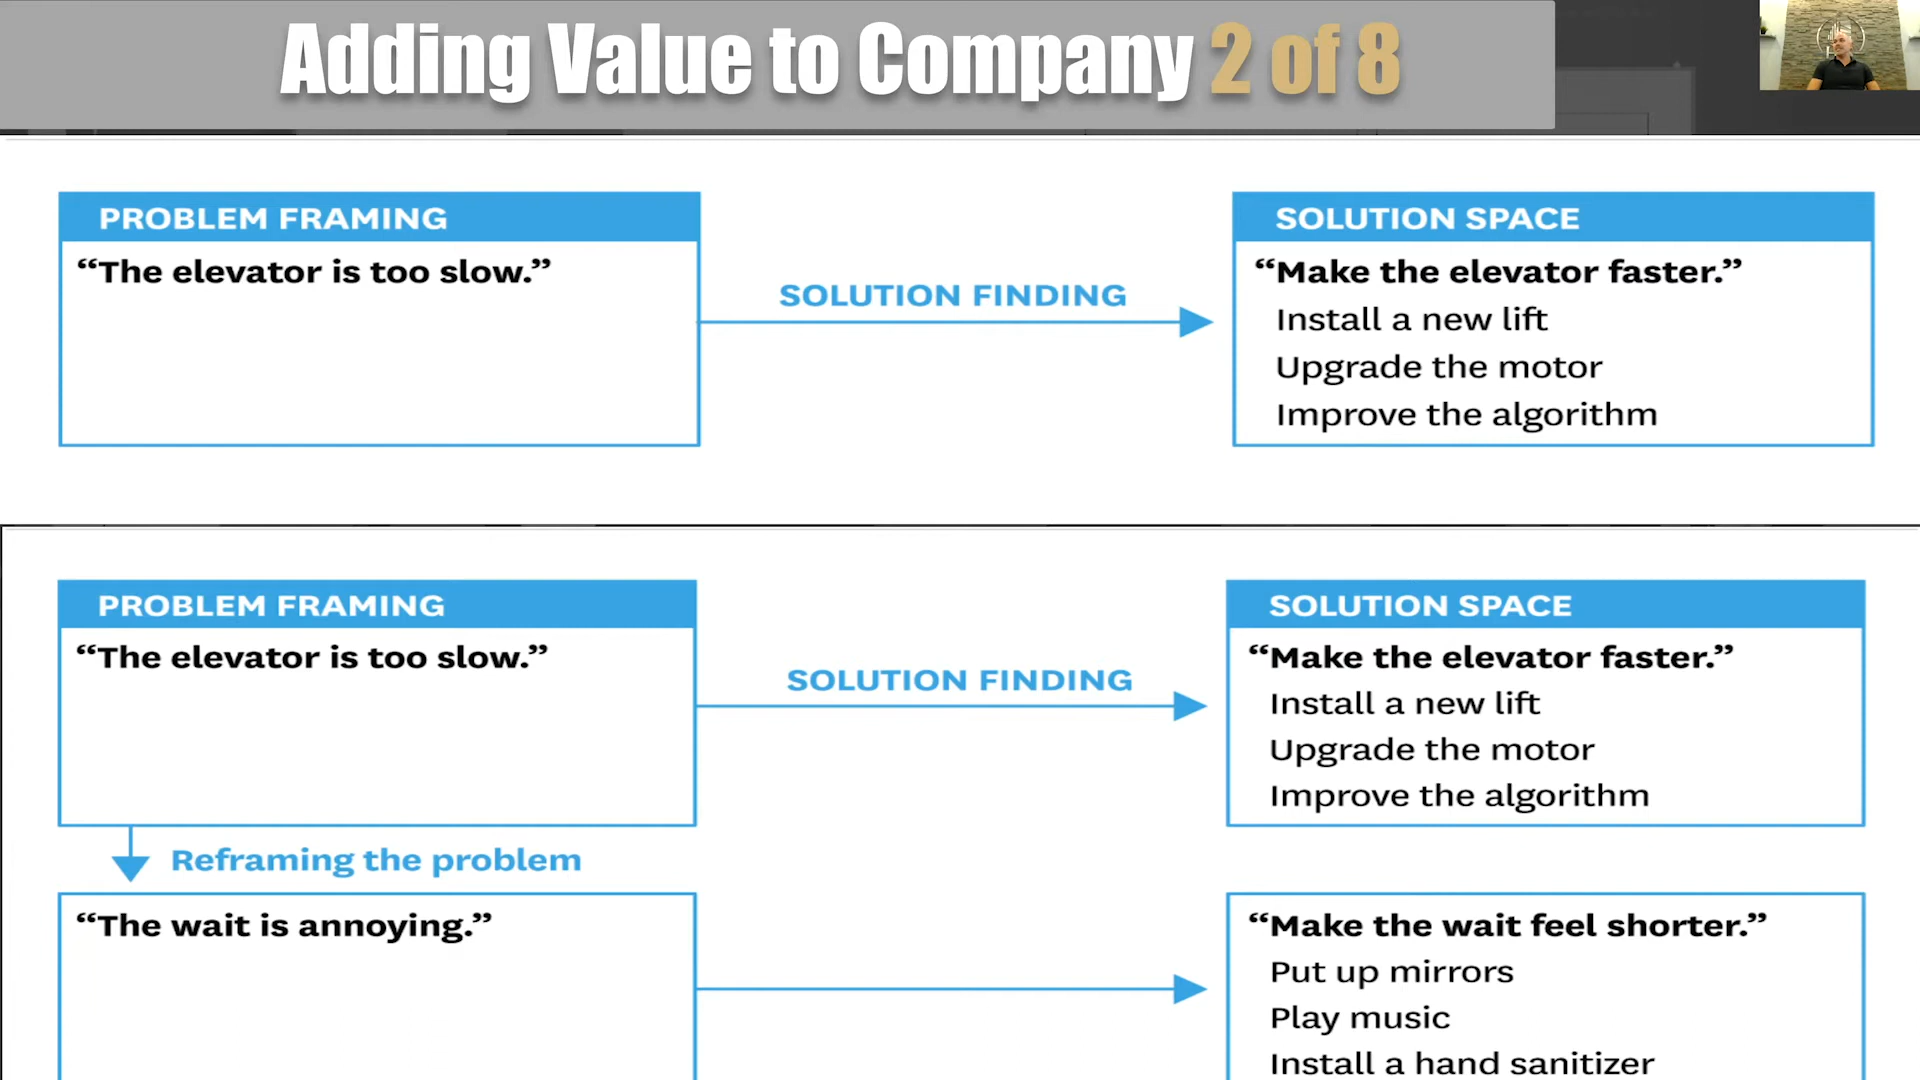 Adding Value to Company 2 of 8
PROBLEM FRAMING
“The elevator is too slow.”
SOLUTION FINDING
SOLUTION SPACE
“Make the elevator faster.”
Install a new lift
Upgrade the motor
Improve the algorithm
PROBLEM FRAMING
“The elevator is too slow.”
SOLUTION FINDING
SOLUTION SPACE
“Make the elevator faster.”
Install a new lift
Upgrade the motor
Improve the algorithm
Reframing the problem
“The wait is annoying.”
“Make the wait feel shorter.”
Put up mirrors
Play music
Install a hand sanitizer